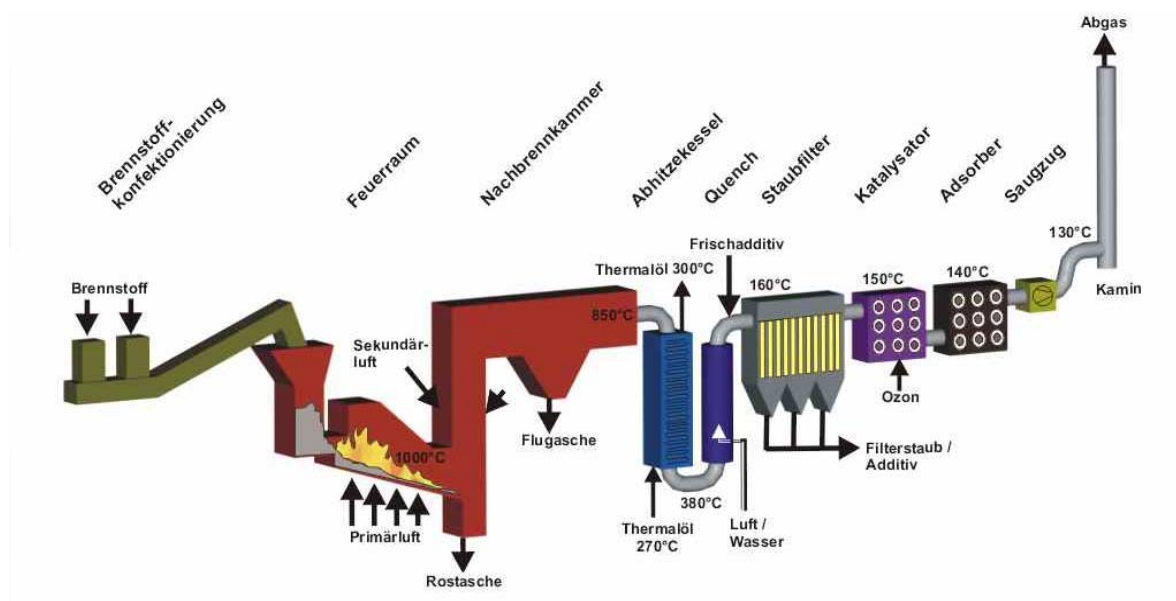 Abgas
Brennstoff-
konfektionierung
Feuerraum
Nachbrennkammer
Abhitzekessel
Quench
Staubfilter
Katalysator
Adsorber
Saugzug
130°C
Kamin
Frischadditiv
Thermalöl 300°C
160°C
150°C
140°C
Brennstoff
850°C
Sekundär-
luft
Ozon
Flugasche
Filterstaub /
Additiv
1000°C
380°C
Primärluft
Thermalöl
270°C
Luft /
Wasser
Rostasche